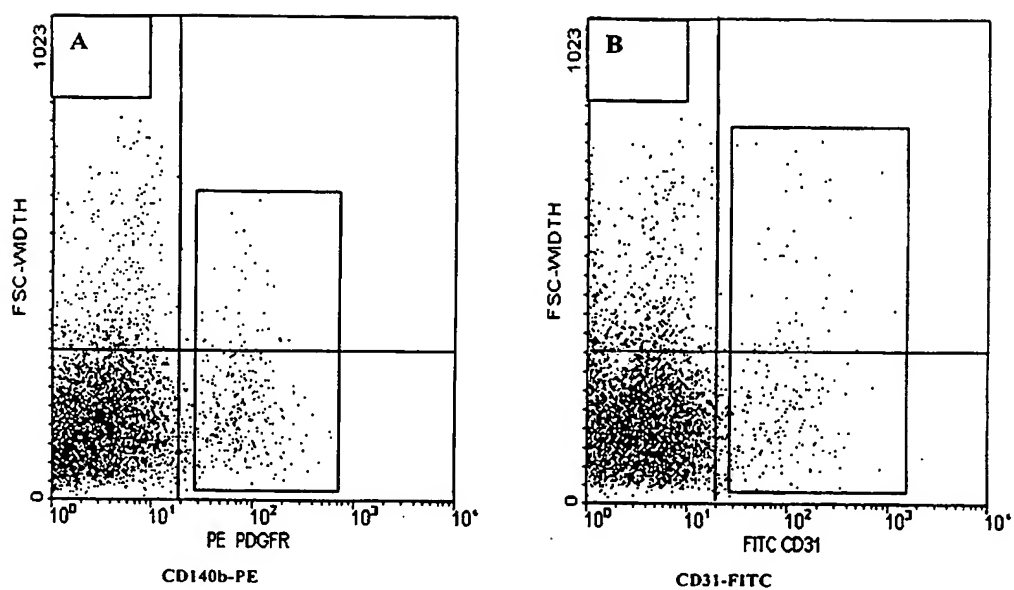 A
1023
FSC-WIDTH
0
10⁰ 10¹ 10² 10³ 10⁴
PE PDGFR
CD140b-PE
B
1023
FSC-WIDTH
0
10⁰ 10¹ 10² 10³ 10⁴
FITC CD31
CD31-FITC